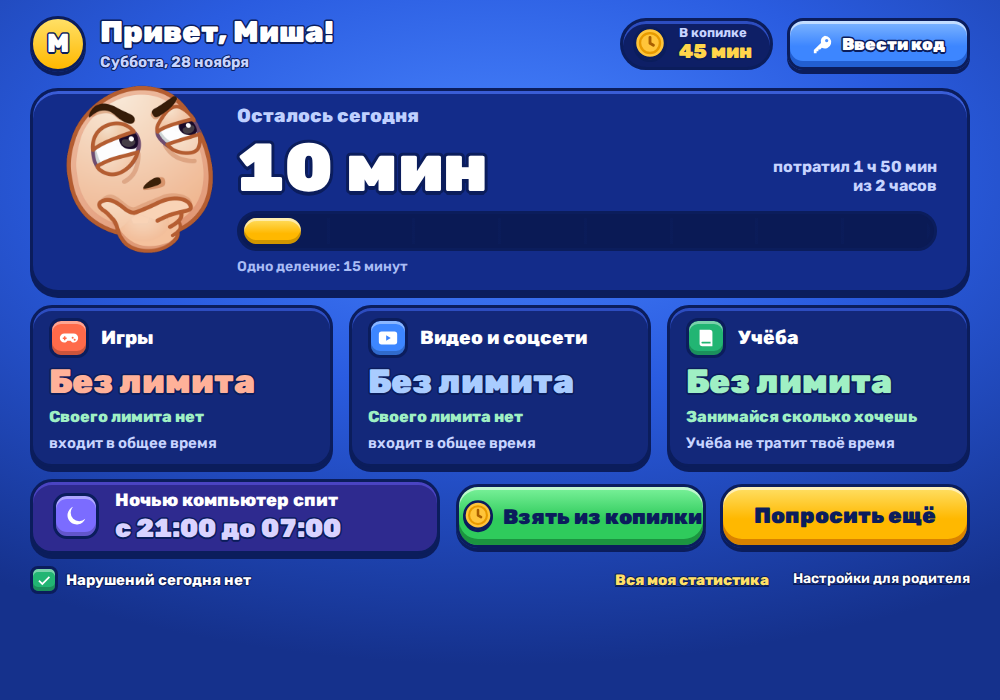 М
Привет, Миша!
Суббота, 28 ноября
В копилке
45 мин
Ввести код
Осталось сегодня
10 мин
потратил 1 ч 50 мин
из 2 часов
Одно деление: 15 минут
Игры
Без лимита
Своего лимита нет
входит в общее время
Видео и соцсети
Без лимита
Своего лимита нет
входит в общее время
Учёба
Без лимита
Занимайся сколько хочешь
Учёба не тратит твоё время
Ночью компьютер спит
с 21:00 до 07:00
Взять из копилки
Попросить ещё
Нарушений сегодня нет
Вся моя статистика
Настройки для родителя